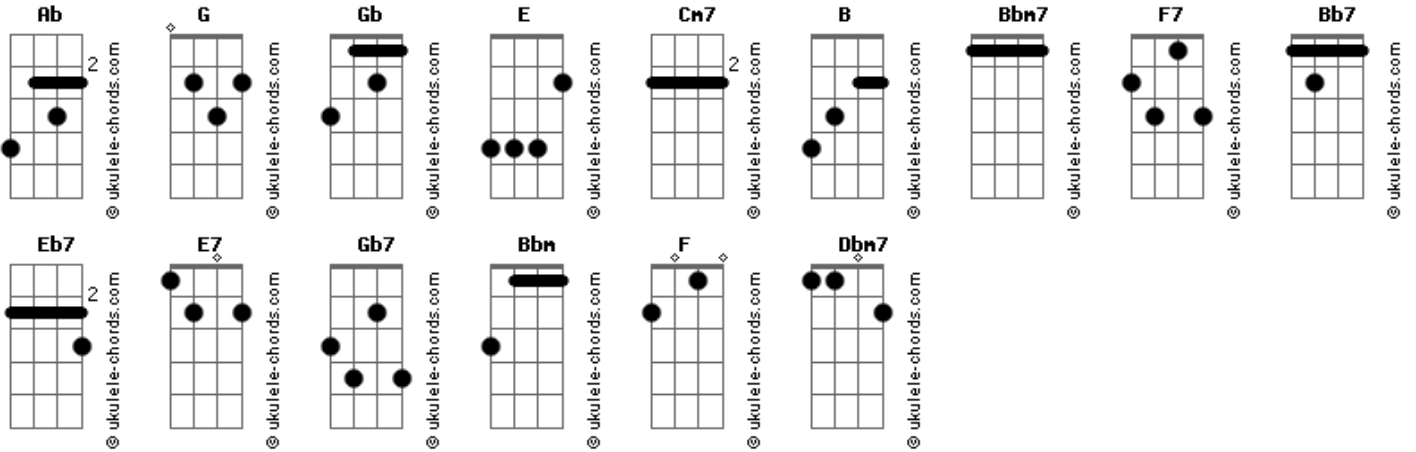 Ab G Gb E Cm7 B Bbm7 F7 Bb7
2 2
© ukulele-chords.com © ukulele-chords.com © ukulele-chords.com © ukulele-chords.com © ukulele-chords.com © ukulele-chords.com © ukulele-chords.com © ukulele-chords.com © ukulele-chords.com
Eb7 E7 Gb7 Bbm F Dbm7
2
© ukulele-chords.com © ukulele-chords.com © ukulele-chords.com © ukulele-chords.com © ukulele-chords.com © ukulele-chords.com